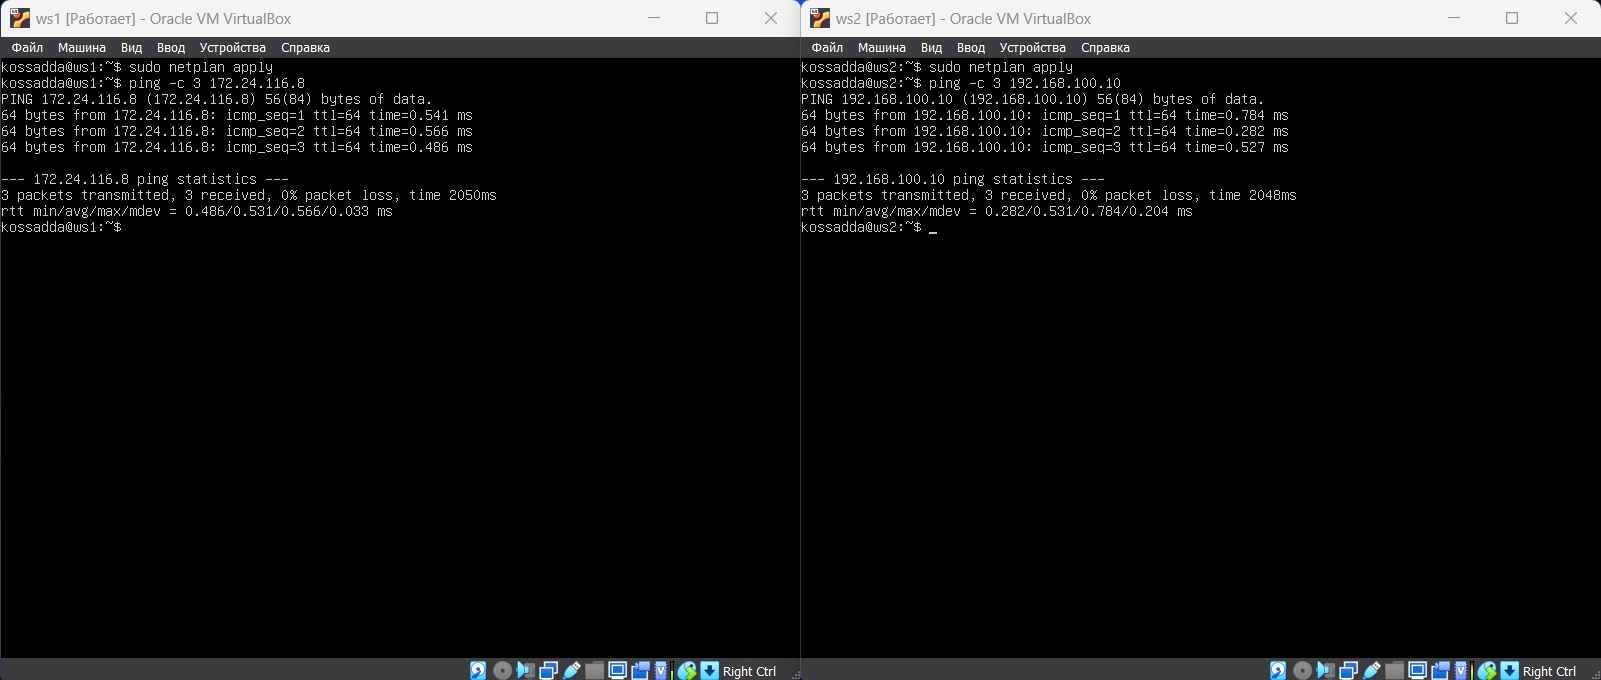 ws1 [Работает] - Oracle VM VirtualBox
Файл Машина Вид Ввод Устройства Справка
kossadda@ws1:~$ sudo netplan apply
kossadda@ws1:~$ ping -c 3 172.24.116.8
PING 172.24.116.8 (172.24.116.8) 56(84) bytes of data.
64 bytes from 172.24.116.8: icmp_seq=1 ttl=64 time=0.541 ms
64 bytes from 172.24.116.8: icmp_seq=2 ttl=64 time=0.566 ms
64 bytes from 172.24.116.8: icmp_seq=3 ttl=64 time=0.486 ms
--- 172.24.116.8 ping statistics ---
3 packets transmitted, 3 received, 0% packet loss, time 2050ms
rtt min/avg/max/mdev = 0.486/0.531/0.566/0.033 ms
kossadda@ws1:~$
Right Ctrl
ws2 [Работает] - Oracle VM VirtualBox
Файл Машина Вид Ввод Устройства Справка
kossadda@ws2:~$ sudo netplan apply
kossadda@ws2:~$ ping -c 3 192.168.100.10
PING 192.168.100.10 (192.168.100.10) 56(84) bytes of data.
64 bytes from 192.168.100.10: icmp_seq=1 ttl=64 time=0.784 ms
64 bytes from 192.168.100.10: icmp_seq=2 ttl=64 time=0.282 ms
64 bytes from 192.168.100.10: icmp_seq=3 ttl=64 time=0.527 ms
--- 192.168.100.10 ping statistics ---
3 packets transmitted, 3 received, 0% packet loss, time 2048ms
rtt min/avg/max/mdev = 0.282/0.531/0.784/0.204 ms
kossadda@ws2:~$ _
Right Ctrl